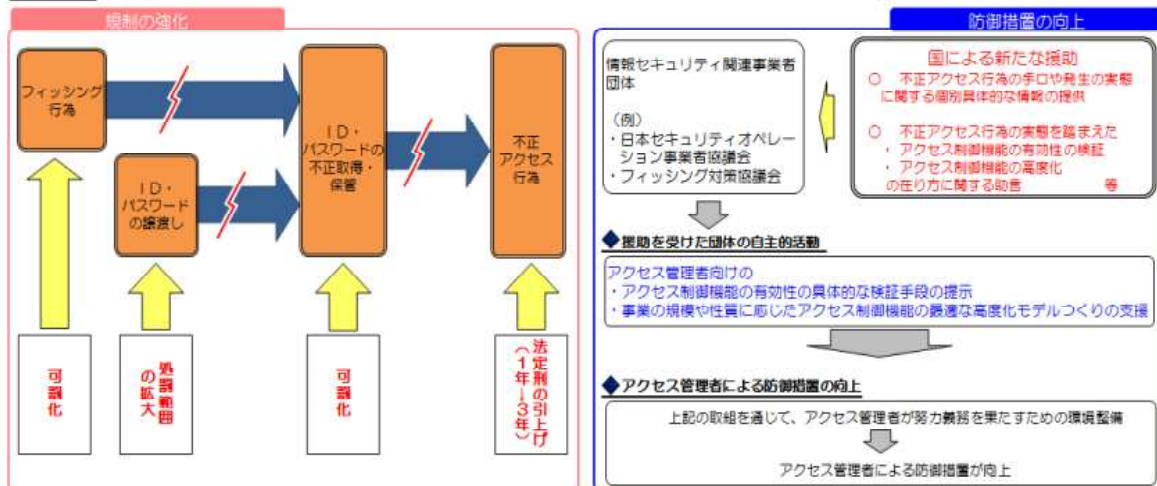 規制の強化
フィッシング
行為
ID・
パスワード
の譲渡し
ID・
パスワードの
不正取得・
保管
不正
アクセス
行為
可罰化
処罰範囲
の拡大
可罰化
法定刑の引上げ
(1年→3年)
防御措置の向上
情報セキュリティ関連事業者
団体
(例)
・日本セキュリティオペレー
ション事業者協議会
・フィッシング対策協議会
国による新たな援助
○ 不正アクセス行為の手口や発生の実態
に関する個別具体的な情報の提供
○ 不正アクセス行為の実態を踏まえた
・ アクセス制御機能の有効性の検証
・ アクセス制御機能の高度化
の在り方に関する助言 等
◆援助を受けた団体の自主的活動
アクセス管理者向けの
・アクセス制御機能の有効性の具体的な検証手段の提示
・事業の規模や性質に応じたアクセス制御機能の最適な高度化モデルつくりの支援
◆アクセス管理者による防御措置の向上
上記の取組を通じて、アクセス管理者が努力義務を果たすための環境整備
アクセス管理者による防御措置が向上